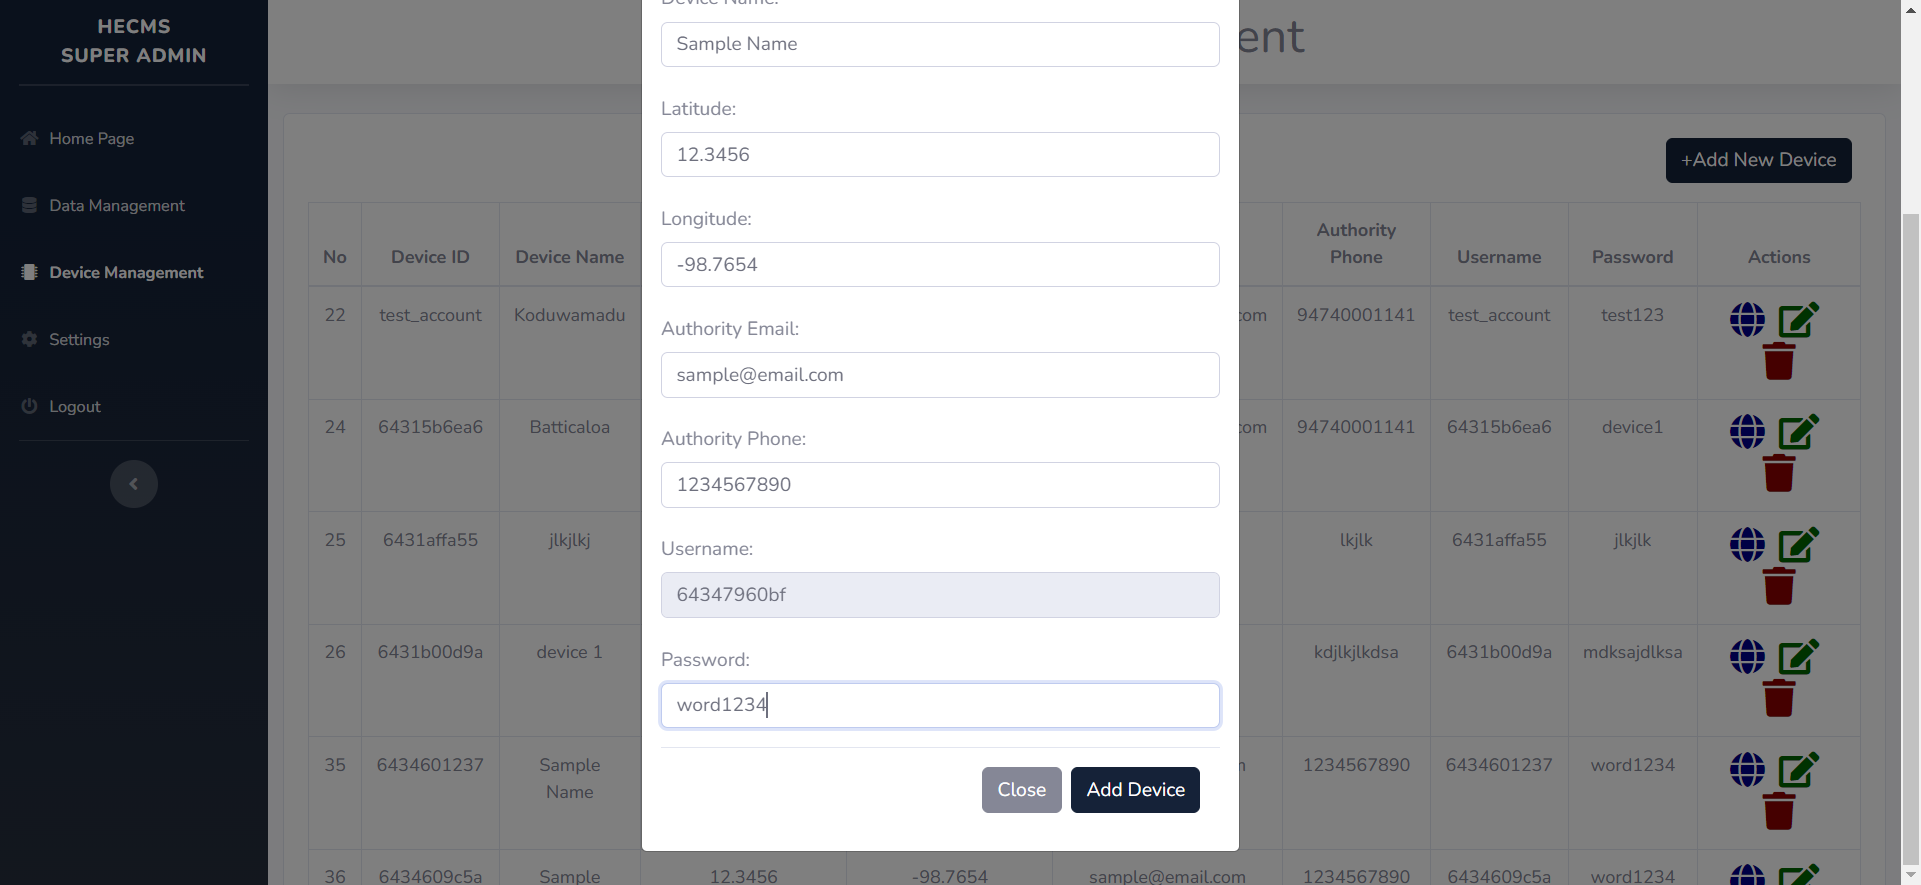 HECMS
SUPER ADMIN
Home Page
Data Management
Device Management
Settings
Logout
ent
+Add New Device
No Device ID Device Name Authority Phone Username Password Actions
22 test_account Koduwamadu com 94740001141 test_account test123
24 64315b6ea6 Batticaloa com 94740001141 64315b6ea6 device1
25 6431affa55 jlkjlkj lkjlk 6431affa55 jlkjlk
26 6431b00d9a device 1 kdjlkjlkdsa 6431b00d9a mdksajdlksa
35 6434601237 Sample Name 1234567890 6434601237 word1234
36 6434609c5a Sample 12.3456 -98.7654 sample@email.com 1234567890 6434609c5a word1234
Device Name:
Sample Name
Latitude:
12.3456
Longitude:
-98.7654
Authority Email:
sample@email.com
Authority Phone:
1234567890
Username:
64347960bf
Password:
word1234
Close Add Device